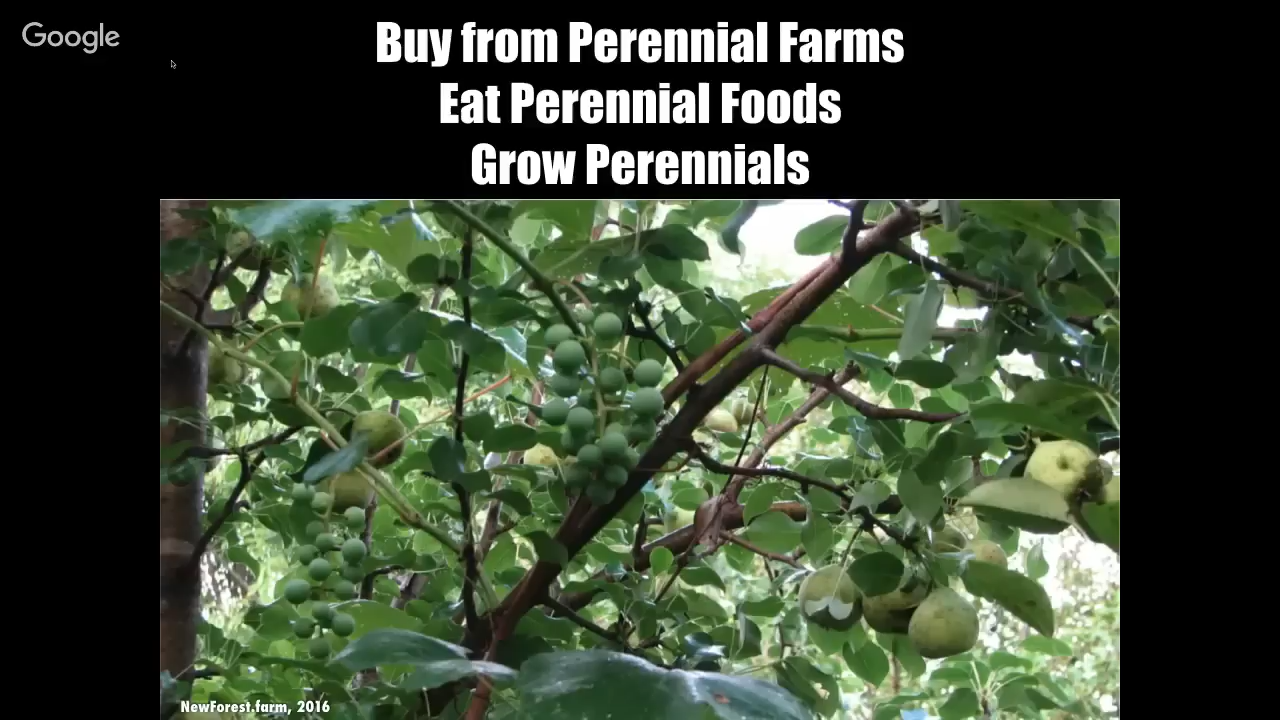 Google
Buy from Perennial Farms
Eat Perennial Foods
Grow Perennials
NewForest.farm, 2016